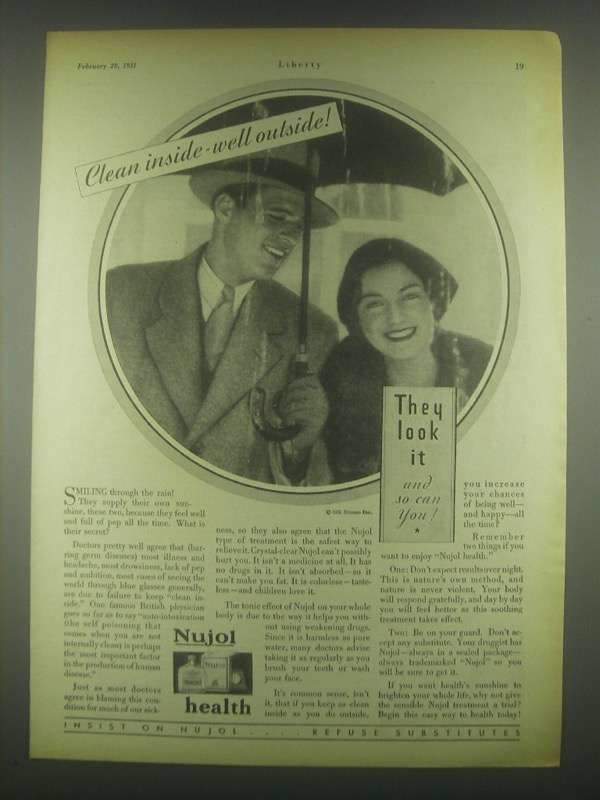 February 28, 1931
Liberty
19
Clean inside-well outside!
They
look
it
and
so can
You!
SMILING through the rain!
They supply their own sun-
shine, these two, because they feel well
and full of pep all the time. What is
their secret?
Doctors pretty well agree that (bar-
ring germ diseases) most illness and
headache, most drowsiness, lack of pep
and ambition, most cases of seeing the
world through blue glasses generally,
are due to failure to keep "clean in-
side." One famous British physician
goes so far as to say "auto-intoxication
(the self poisoning that
comes when you are not
internally clean) is perhaps
the most important factor
in the production of human
disease."
Just as most doctors
agree in blaming this con-
dition for much of our sick-
Nujol
health
ness, so they also agree that the Nujol
type of treatment is the safest way to
relieve it. Crystal-clear Nujol can't possibly
hurt you. It isn't a medicine at all. It has
no drugs in it. It isn't absorbed—so it
can't make you fat. It is colorless—taste-
less—and children love it.
The tonic effect of Nujol on your whole
body is due to the way it helps you with-
out using weakening drugs.
Since it is harmless as pure
water, many doctors advise
taking it as regularly as you
brush your teeth or wash
your face.
It's common sense, isn't
it, that if you keep as clean
inside as you do outside,
you increase
your chances
of being well—
and happy—all
the time?
Remember
two things if you
want to enjoy "Nujol health."
One: Don't expect results over night.
This is nature's own method, and
nature is never violent. Your body
will respond gratefully, and day by day
you will feel better as this soothing
treatment takes effect.
Two: Be on your guard. Don't ac-
cept any substitute. Your druggist has
Nujol—always in a sealed package—
always trademarked "Nujol" so you
will be sure to get it.
If you want health's sunshine to
brighten your whole life, why not give
the sensible Nujol treatment a trial?
Begin this easy way to health today!
INSIST ON NUJOL . . . . REFUSE SUBSTITUTES